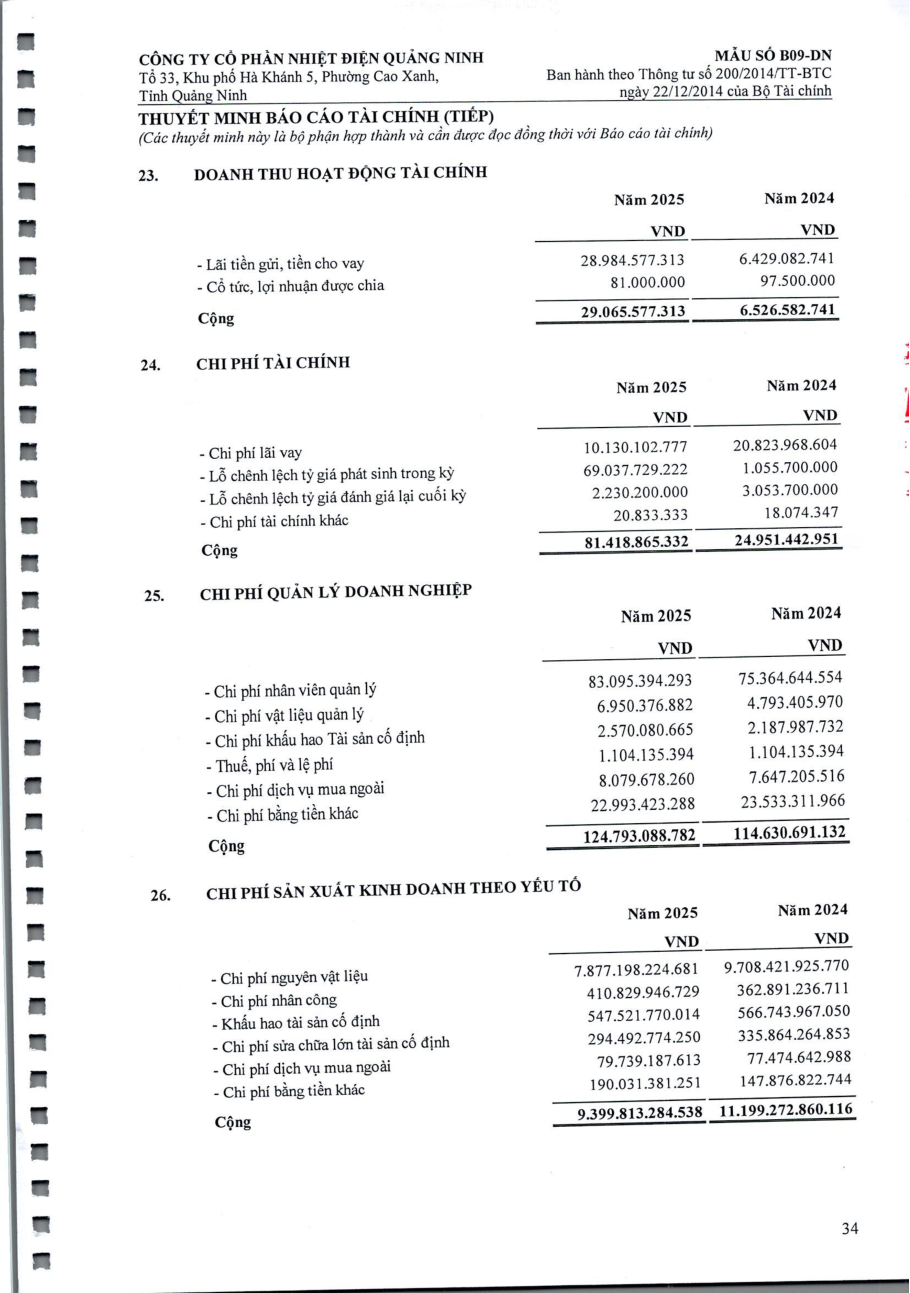 CÔNG TY CỔ PHẦN NHIỆT ĐIỆN QUẢNG NINH
MẪU SỐ B09-DN
Tổ 33, Khu phố Hà Khánh 5, Phường Cao Xanh,
Ban hành theo Thông tư số 200/2014/TT-BTC
Tỉnh Quảng Ninh
ngày 22/12/2014 của Bộ Tài chính
THUYẾT MINH BÁO CÁO TÀI CHÍNH (TIẾP)
(Các thuyết minh này là bộ phận hợp thành và cần được đọc đồng thời với Báo cáo tài chính)
23. DOANH THU HOẠT ĐỘNG TÀI CHÍNH
Năm 2025 Năm 2024
VND VND
- Lãi tiền gửi, tiền cho vay 28.984.577.313 6.429.082.741
- Cổ tức, lợi nhuận được chia 81.000.000 97.500.000
Cộng 29.065.577.313 6.526.582.741
24. CHI PHÍ TÀI CHÍNH
Năm 2025 Năm 2024
VND VND
- Chi phí lãi vay 10.130.102.777 20.823.968.604
- Lỗ chênh lệch tỷ giá phát sinh trong kỳ 69.037.729.222 1.055.700.000
- Lỗ chênh lệch tỷ giá đánh giá lại cuối kỳ 2.230.200.000 3.053.700.000
- Chi phí tài chính khác 20.833.333 18.074.347
Cộng 81.418.865.332 24.951.442.951
25. CHI PHÍ QUẢN LÝ DOANH NGHIỆP
Năm 2025 Năm 2024
VND VND
- Chi phí nhân viên quản lý 83.095.394.293 75.364.644.554
- Chi phí vật liệu quản lý 6.950.376.882 4.793.405.970
- Chi phí khấu hao Tài sản cố định 2.570.080.665 2.187.987.732
- Thuế, phí và lệ phí 1.104.135.394 1.104.135.394
- Chi phí dịch vụ mua ngoài 8.079.678.260 7.647.205.516
- Chi phí bằng tiền khác 22.993.423.288 23.533.311.966
Cộng 124.793.088.782 114.630.691.132
26. CHI PHÍ SẢN XUẤT KINH DOANH THEO YẾU TỐ
Năm 2025 Năm 2024
VND VND
- Chi phí nguyên vật liệu 7.877.198.224.681 9.708.421.925.770
- Chi phí nhân công 410.829.946.729 362.891.236.711
- Khấu hao tài sản cố định 547.521.770.014 566.743.967.050
- Chi phí sửa chữa lớn tài sản cố định 294.492.774.250 335.864.264.853
- Chi phí dịch vụ mua ngoài 79.739.187.613 77.474.642.988
- Chi phí bằng tiền khác 190.031.381.251 147.876.822.744
Cộng 9.399.813.284.538 11.199.272.860.116
34